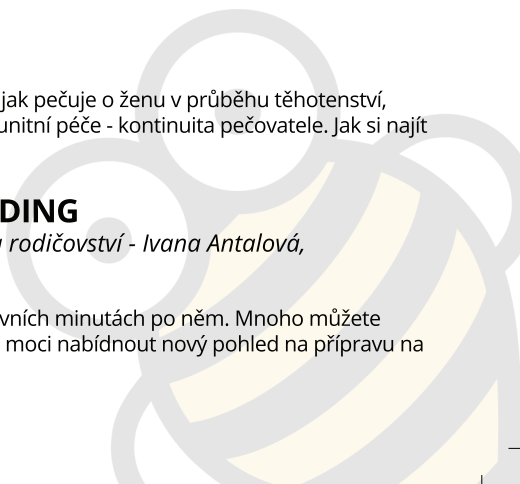 jak pečuje o ženu v průběhu těhotenství,
unitní péče - kontinuita pečovatele. Jak si najít
DING
rodičovství - Ivana Antalová,
vních minutách po něm. Mnoho můžete
moci nabídnout nový pohled na přípravu na